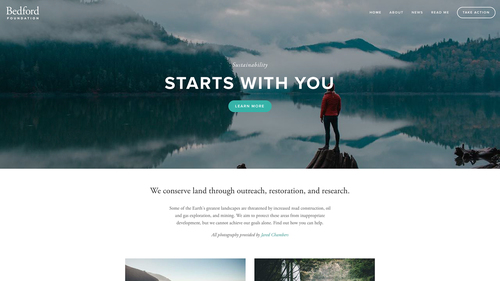 Bedford
FOUNDATION
HOME ABOUT NEWS READ ME TAKE ACTION
Sustainability
STARTS WITH YOU
LEARN MORE
We conserve land through outreach, restoration, and research.
Some of the Earth's greatest landscapes are threatened by increased road construction, oil
and gas exploration, and mining. We aim to protect these areas from inappropriate
development, but we cannot achieve our goals alone. Find out how you can help.
All photography provided by Jared Chambers